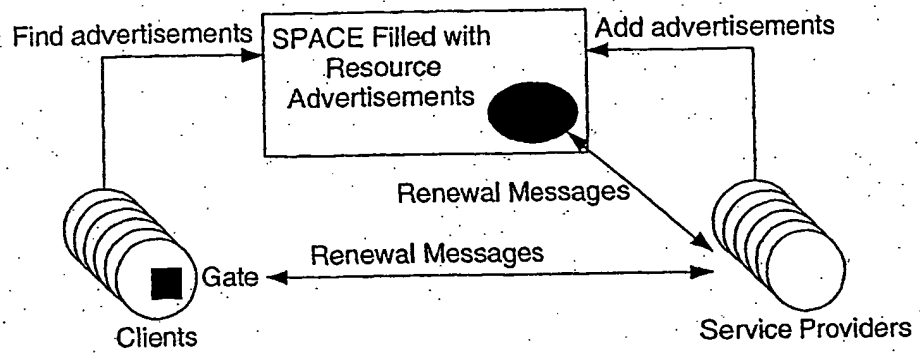 Find advertisements
SPACE Filled with
Resource
Advertisements
Add advertisements
Renewal Messages
Renewal Messages
Gate
Clients
Service Providers